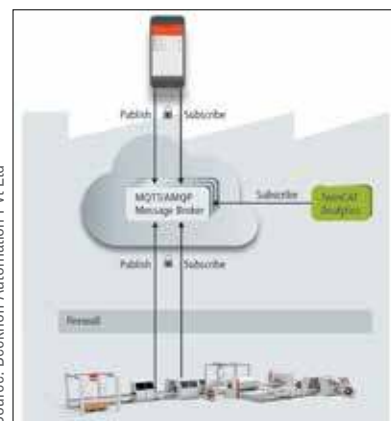 Publish Subscribe
MQTT/AMQP
Message Broker
Subscribe
TwinCAT
Analytics
Publish Subscribe
Firewall
Source: Beckhoff Automation Pvt Ltd